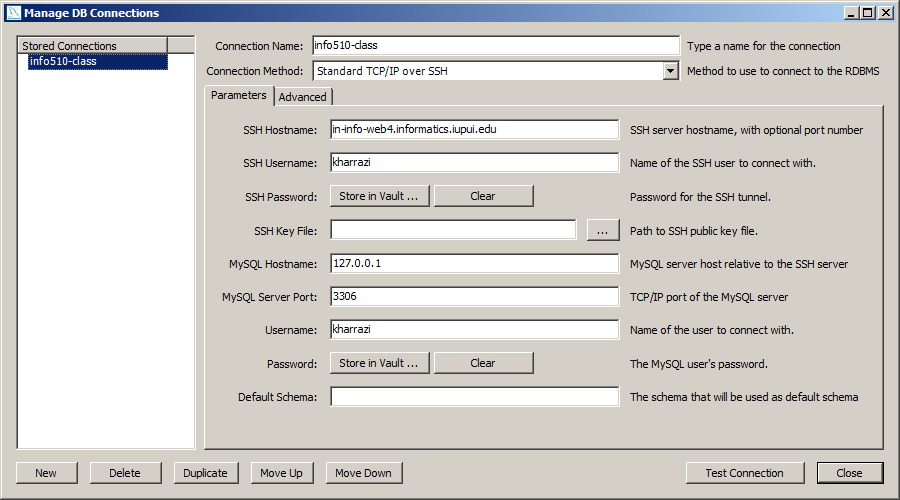 Manage DB Connections
Stored Connections
info510-class
Connection Name: info510-class Type a name for the connection
Connection Method: Standard TCP/IP over SSH Method to use to connect to the RDBMS
Parameters Advanced
SSH Hostname: in-info-web4.informatics.iupui.edu SSH server hostname, with optional port number
SSH Username: kharrazi Name of the SSH user to connect with.
SSH Password: Store in Vault ... Clear Password for the SSH tunnel.
SSH Key File: ... Path to SSH public key file.
MySQL Hostname: 127.0.0.1 MySQL server host relative to the SSH server
MySQL Server Port: 3306 TCP/IP port of the MySQL server
Username: kharrazi Name of the user to connect with.
Password: Store in Vault ... Clear The MySQL user's password.
Default Schema: The schema that will be used as default schema
New Delete Duplicate Move Up Move Down Test Connection Close